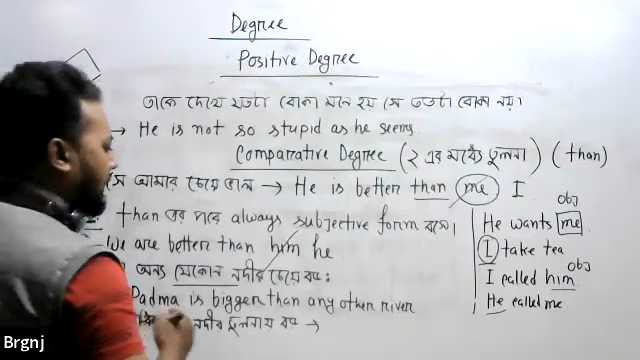 Degree
Positive Degree
তাকে দেখে যতটা বোকা মনে হয় সে ততটা বোকা নয়।
→ He is not so stupid as he seems.
Comparative Degree (২ এর মধ্যে তুলনা) (than)
সে আমার চেয়ে ভাল → He is better than me I
than এর পরে always subjective form বসে।
We are better than him he
অন্য যেকোন নদীর চেয়ে বড়:
Padma is bigger than any other river
নদীর তুলনায় বড় →
obj
He wants me
I take tea
obj
I called him
He called me
Brgnj